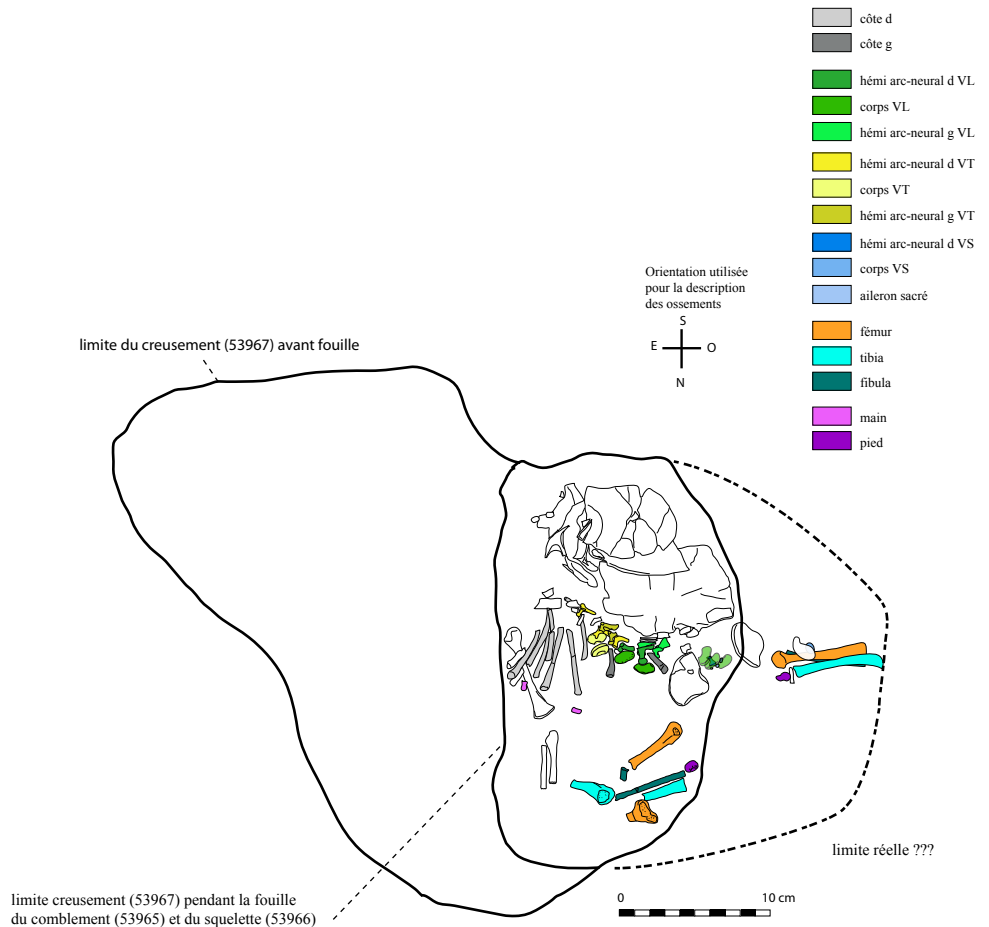 côte d
côte g
hémi arc-neural d VL
corps VL
hémi arc-neural g VL
hémi arc-neural d VT
corps VT
hémi arc-neural g VT
hémi arc-neural d VS
corps VS
aileron sacré
fémur
tibia
fibula
main
pied
Orientation utilisée
pour la description
des ossements
S
E
O
N
limite du creusement (53967) avant fouille
limite réelle ???
limite creusement (53967) pendant la fouille
du comblement (53965) et du squelette (53966)
0
10 cm